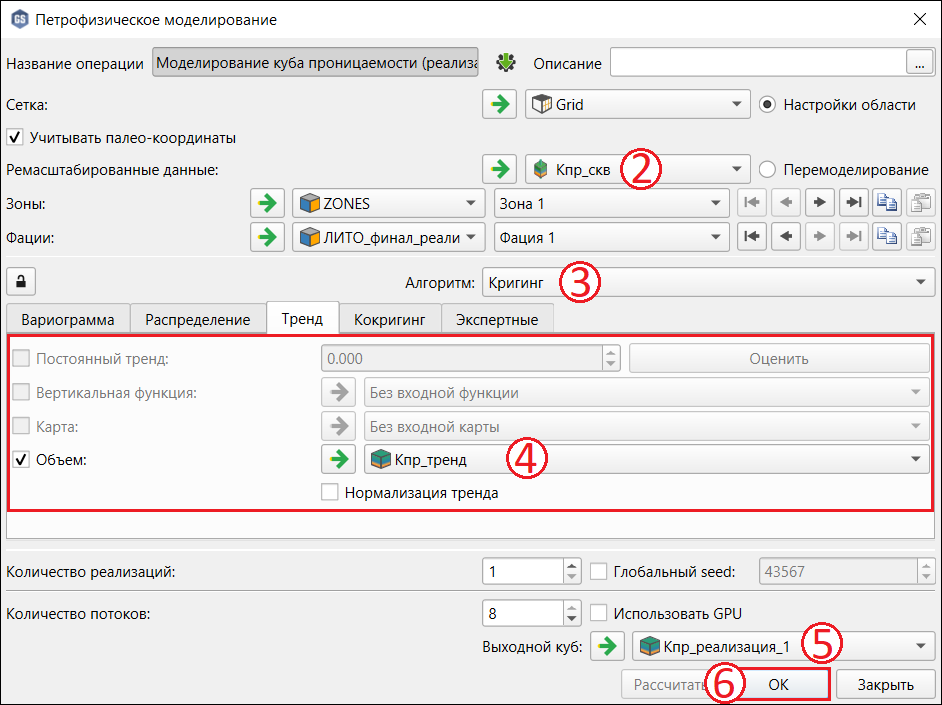 GS Петрофизическое моделирование
Название операции Моделирование куба проницаемости (реализа Описание ...
Сетка: Grid Настройки области
Учитывать палео-координаты
Ремасштабированные данные: Кпр_скв 2 Перемоделирование
Зоны: ZONES Зона 1
Фации: ЛИТО_финал_реали Фация 1
Алгоритм: Кригинг 3
Вариограмма Распределение Тренд Кокригинг Экспертные
Постоянный тренд: 0.000 Оценить
Вертикальная функция: Без входной функции
Карта: Без входной карты
Объем: Кпр_тренд 4
Нормализация тренда
Количество реализаций: 1 Глобальный seed: 43567
Количество потоков: 8 Использовать GPU
Выходной куб: Кпр_реализация_1 5
Рассчитать 6 OK Закрыть